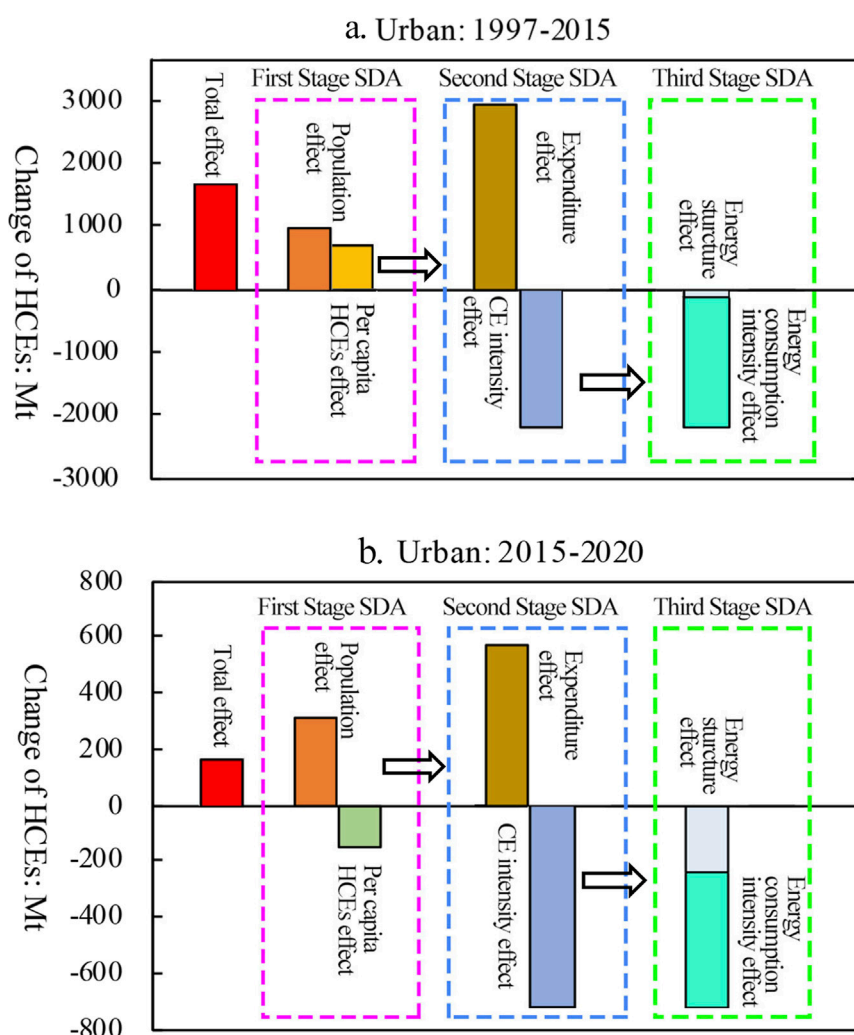 a. Urban: 1997-2015
First Stage SDA
Second Stage SDA
Third Stage SDA
Change of HCEs: Mt
3000
2000
1000
0
-1000
-2000
-3000
Total effect
Population
effect
Per capita
HCEs effect
Expenditure
effect
CE intensity
effect
Energy
sturcture
effect
Energy
consumption
intensity effect
b. Urban: 2015-2020
First Stage SDA
Second Stage SDA
Third Stage SDA
Change of HCEs: Mt
800
600
400
200
0
-200
-400
-600
-800
Total effect
Population
effect
Per capita
HCEs effect
Expenditure
effect
CE intensity effect
Energy
sturcture
effect
Energy
consumption
intensity effect